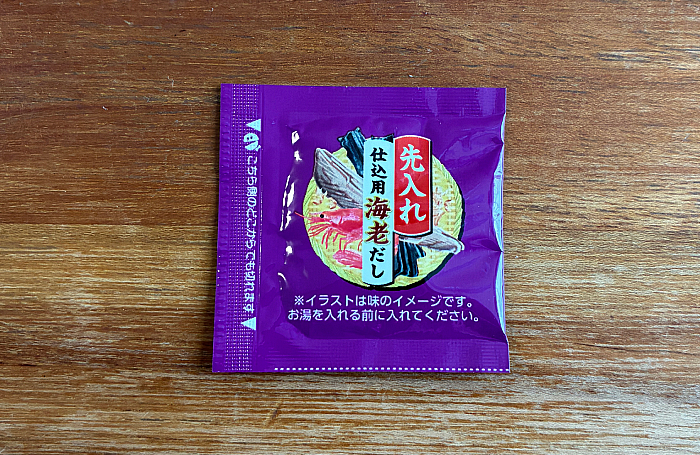 先入れ
仕込用海老だし
※イラストは味のイメージです。
お湯を入れる前に入れてください。
こちら側のどこからでも切れます